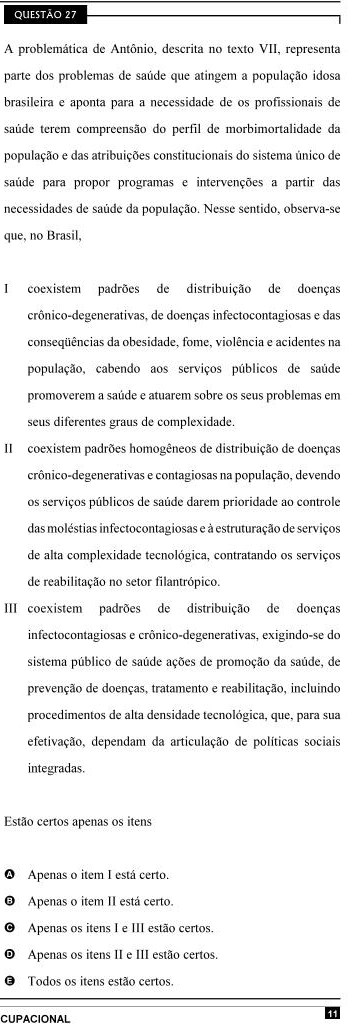 QUESTÃO 27
A problemática de Antônio, descrita no texto VII, representa
parte dos problemas de saúde que atingem a população idosa
brasileira e aponta para a necessidade de os profissionais de
saúde terem compreensão do perfil de morbimortalidade da
população e das atribuições constitucionais do sistema único de
saúde para propor programas e intervenções a partir das
necessidades de saúde da população. Nesse sentido, observa-se
que, no Brasil,
I coexistem padrões de distribuição de doenças
crônico-degenerativas, de doenças infectocontagiosas e das
conseqüências da obesidade, fome, violência e acidentes na
população, cabendo aos serviços públicos de saúde
promoverem a saúde e atuarem sobre os seus problemas em
seus diferentes graus de complexidade.
II coexistem padrões homogêneos de distribuição de doenças
crônico-degenerativas e contagiosas na população, devendo
os serviços públicos de saúde darem prioridade ao controle
das moléstias infectocontagiosas e à estruturação de serviços
de alta complexidade tecnológica, contratando os serviços
de reabilitação no setor filantrópico.
III coexistem padrões de distribuição de doenças
infectocontagiosas e crônico-degenerativas, exigindo-se do
sistema público de saúde ações de promoção da saúde, de
prevenção de doenças, tratamento e reabilitação, incluindo
procedimentos de alta densidade tecnológica, que, para sua
efetivação, dependam da articulação de políticas sociais
integradas.
Estão certos apenas os itens
A Apenas o item I está certo.
B Apenas o item II está certo.
C Apenas os itens I e III estão certos.
D Apenas os itens II e III estão certos.
E Todos os itens estão certos.
CUPACIONAL 11